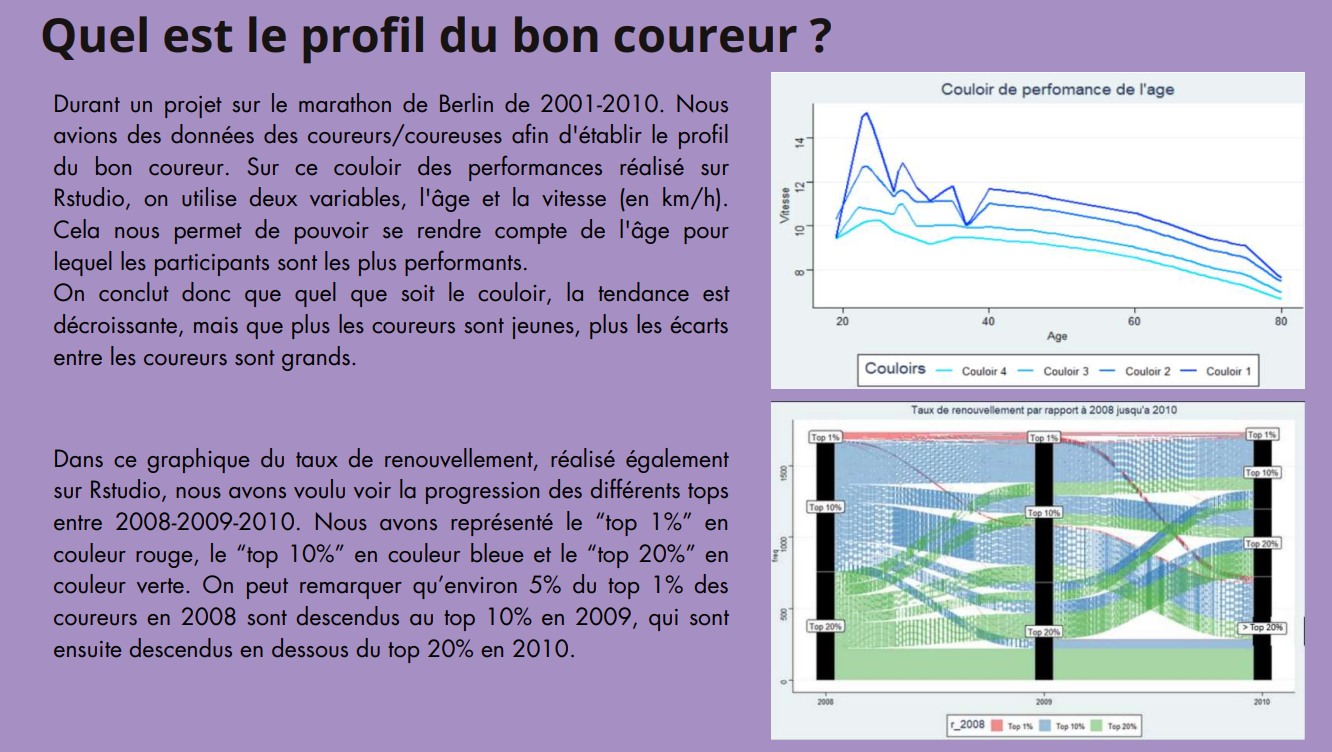 Quel est le profil du bon coureur ?
Durant un projet sur le marathon de Berlin de 2001-2010. Nous
avions des données des coureurs/coureuses afin d'établir le profil
du bon coureur. Sur ce couloir des performances réalisé sur
Rstudio, on utilise deux variables, l'âge et la vitesse (en km/h).
Cela nous permet de pouvoir se rendre compte de l'âge pour
lequel les participants sont les plus performants.
On conclut donc que quel que soit le couloir, la tendance est
décroissante, mais que plus les coureurs sont jeunes, plus les écarts
entre les coureurs sont grands.
Couloir de perfomance de l'age
Vitesse
14
12
10
8
20 40 60 80
Age
Couloirs Couloir 4 Couloir 3 Couloir 2 Couloir 1
Dans ce graphique du taux de renouvellement, réalisé également
sur Rstudio, nous avons voulu voir la progression des différents tops
entre 2008-2009-2010. Nous avons représenté le “top 1%” en
couleur rouge, le “top 10%” en couleur bleue et le “top 20%” en
couleur verte. On peut remarquer qu’environ 5% du top 1% des
coureurs en 2008 sont descendus au top 10% en 2009, qui sont
ensuite descendus en dessous du top 20% en 2010.
Taux de renouvellement par rapport à 2008 jusqu'a 2010
freq
1500
1000
500
0
Top 1% Top 1% Top 1%
Top 10%
Top 10% Top 10%
Top 20%
Top 20% Top 20% > Top 20%
2008 2009 2010
r_2008 Top 1% Top 10% Top 20%